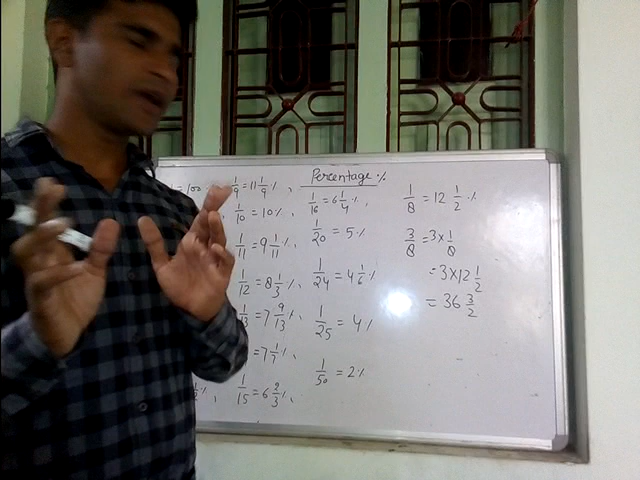 Percentage %
1/9 = 11 1/9 %,
1/10 = 10%
1/11 = 9 1/11 %,
1/12 = 8 1/3 %
1/13 = 7 9/13 %,
= 7 1/7 %,
1/15 = 6 2/3 %,
1/16 = 6 1/4 %,
1/20 = 5%
1/24 = 4 1/6 %
1/25 = 4%
1/50 = 2%
1/8 = 12 1/2 %
3/8 = 3 × 1/8
= 3 × 12 1/2
= 36 3/2